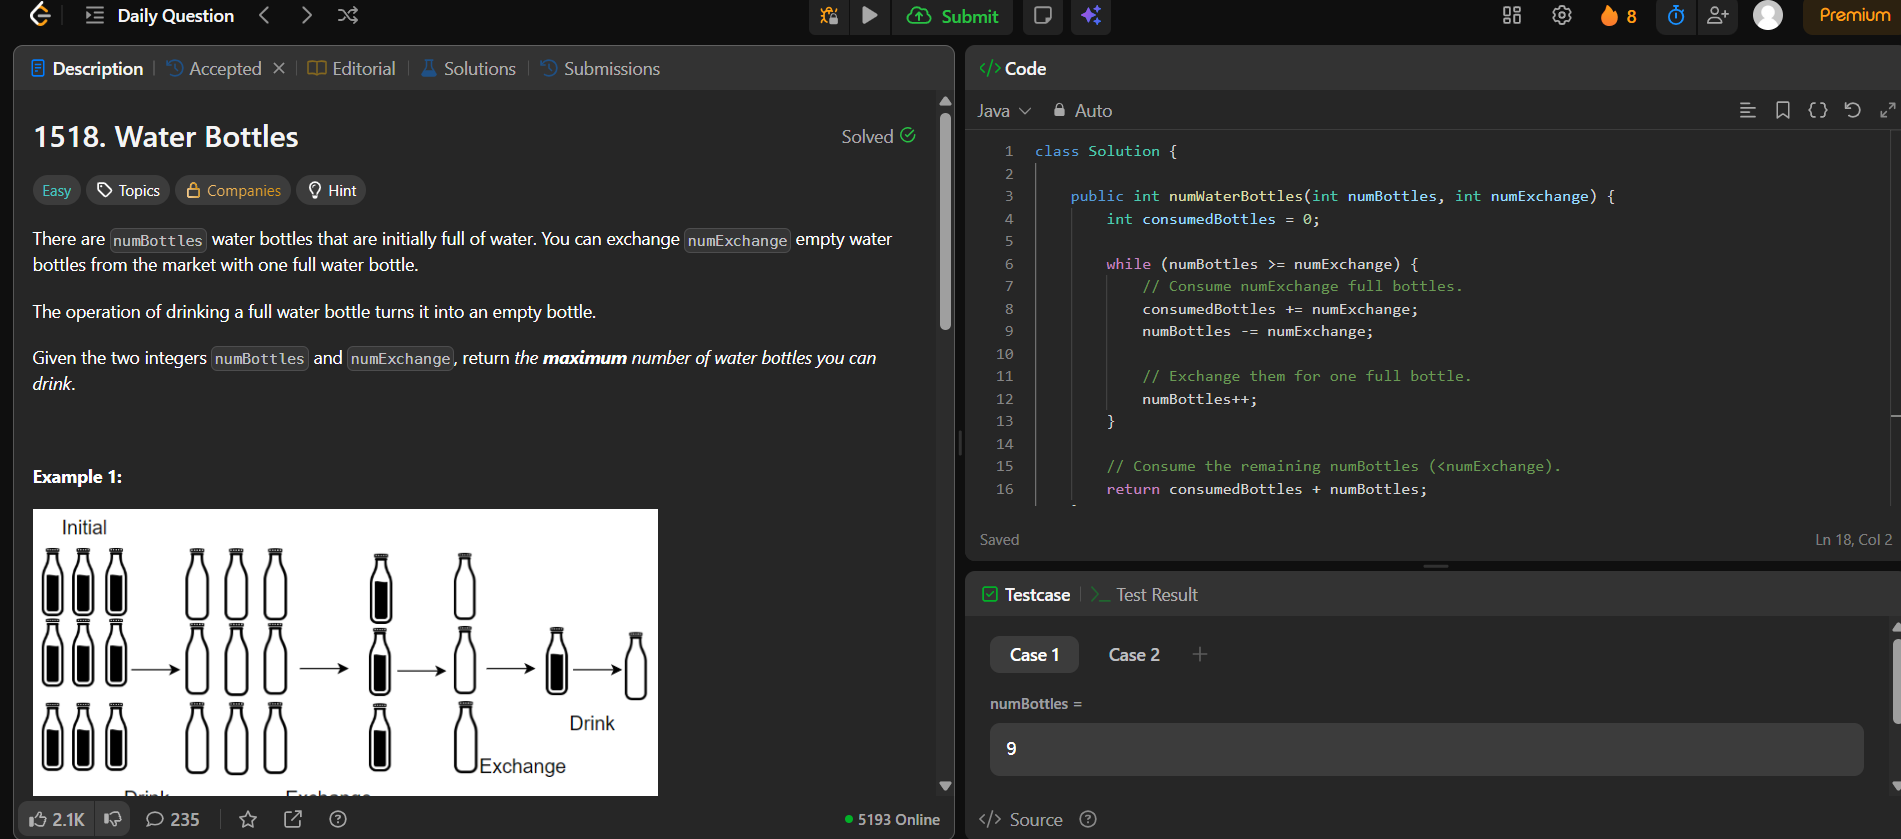 Daily Question
Submit
8
Premium
Description
Accepted
Editorial
Solutions
Submissions
1518. Water Bottles
Solved
Easy
Topics
Companies
Hint
There are numBottles water bottles that are initially full of water. You can exchange numExchange empty water
bottles from the market with one full water bottle.
The operation of drinking a full water bottle turns it into an empty bottle.
Given the two integers numBottles and numExchange, return the maximum number of water bottles you can
drink.
Example 1:
Initial
Drink
Exchange
Drink
Exchange
2.1K
235
5193 Online
</> Code
Java
Auto
1 class Solution {
2
3 public int numWaterBottles(int numBottles, int numExchange) {
4 int consumedBottles = 0;
5
6 while (numBottles >= numExchange) {
7 // Consume numExchange full bottles.
8 consumedBottles += numExchange;
9 numBottles -= numExchange;
10
11 // Exchange them for one full bottle.
12 numBottles++;
13 }
14
15 // Consume the remaining numBottles (<numExchange).
16 return consumedBottles + numBottles;
Saved
Ln 18, Col 2
Testcase
Test Result
Case 1
Case 2
numBottles =
9
</> Source